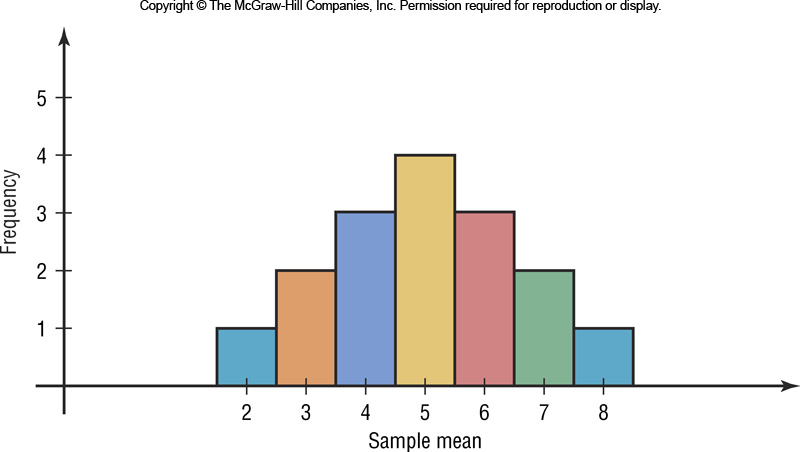 Copyright © The McGraw-Hill Companies, Inc. Permission required for reproduction or display.
Frequency
5
4
3
2
1
2 3 4 5 6 7 8
Sample mean